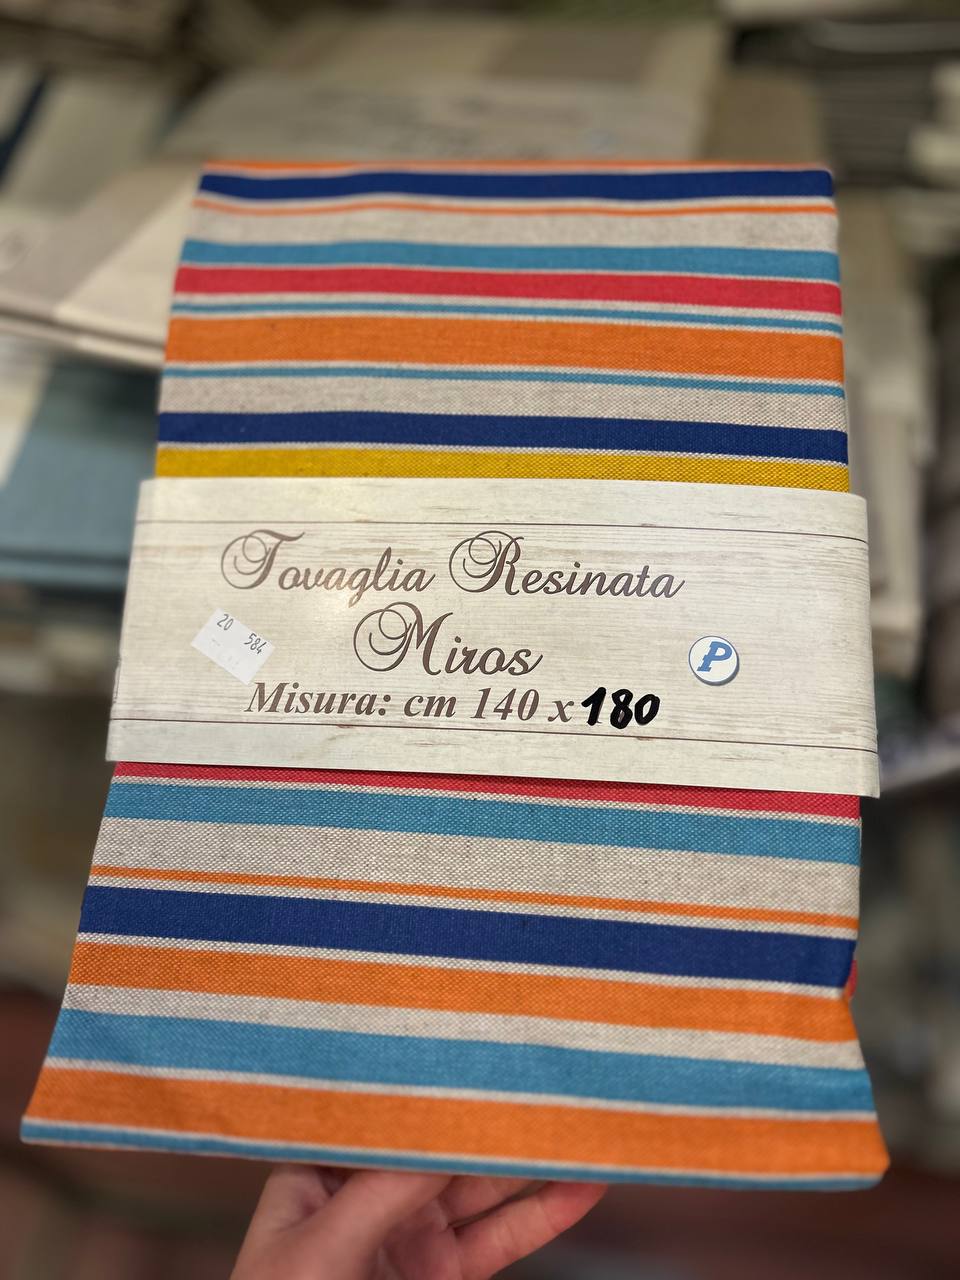 Tovaglia Resinata
Miros
20 584
P
Misura: cm 140 x 180